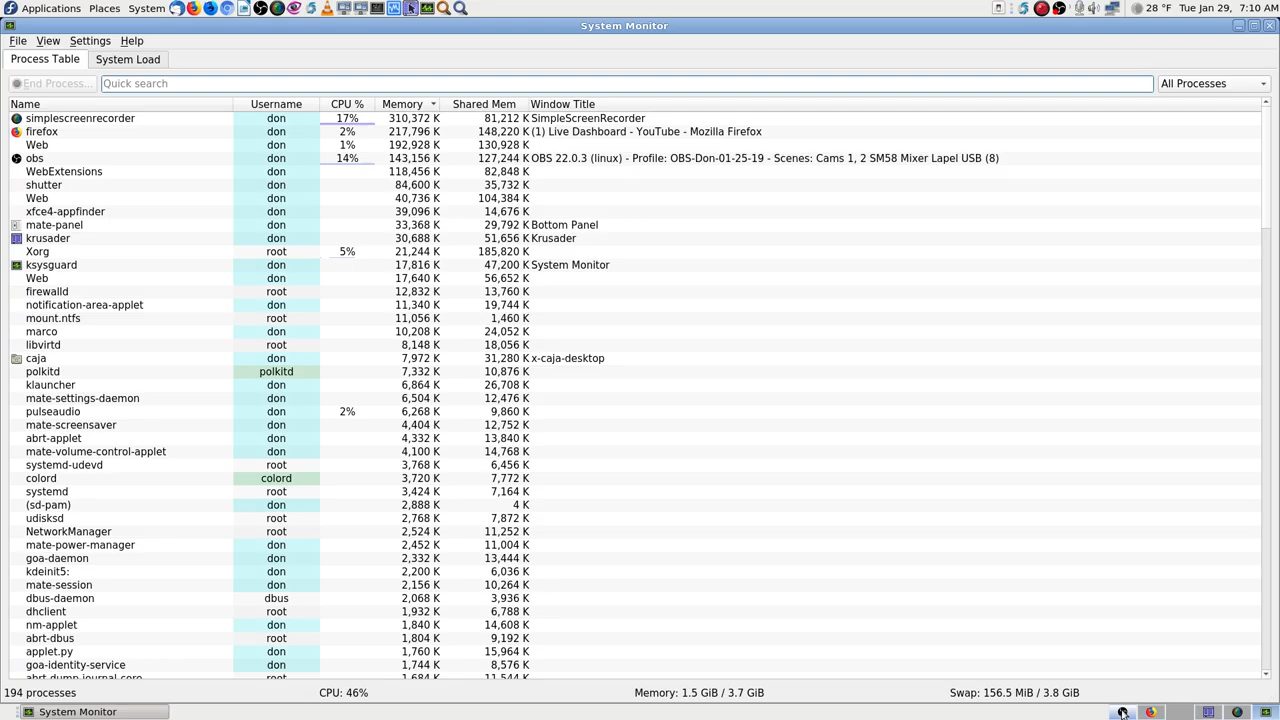 Applications Places System 28 °F Tue Jan 29, 7:10 AM
System Monitor
File View Settings Help
Process Table System Load
End Process... Quick search All Processes
Name Username CPU % Memory Shared Mem Window Title
simplescreenrecorder don 17% 310,372 K 81,212 K SimpleScreenRecorder
firefox don 2% 217,796 K 148,220 K (1) Live Dashboard - YouTube - Mozilla Firefox
Web don 1% 192,928 K 130,928 K
obs don 14% 143,156 K 127,244 K OBS 22.0.3 (linux) - Profile: OBS-Don-01-25-19 - Scenes: Cams 1, 2 SM58 Mixer Lapel USB (8)
WebExtensions don 118,456 K 82,848 K
shutter don 84,600 K 35,732 K
Web don 40,736 K 104,384 K
xfce4-appfinder don 39,096 K 14,676 K
mate-panel don 33,368 K 29,792 K Bottom Panel
krusader don 30,688 K 51,656 K Krusader
Xorg root 5% 21,244 K 185,820 K
ksysguard don 17,816 K 47,200 K System Monitor
Web don 17,640 K 56,652 K
firewalld root 12,832 K 13,760 K
notification-area-applet don 11,340 K 19,744 K
mount.ntfs root 11,056 K 1,460 K
marco don 10,208 K 24,052 K
libvirtd root 8,148 K 18,056 K
caja don 7,972 K 31,280 K x-caja-desktop
polkitd polkitd 7,332 K 10,876 K
klauncher don 6,864 K 26,708 K
mate-settings-daemon don 6,504 K 12,476 K
pulseaudio don 2% 6,268 K 9,860 K
mate-screensaver don 4,404 K 12,752 K
abrt-applet don 4,332 K 13,840 K
mate-volume-control-applet don 4,100 K 14,768 K
systemd-udevd root 3,768 K 6,456 K
colord colord 3,720 K 7,772 K
systemd root 3,424 K 7,164 K
(sd-pam) don 2,888 K 4 K
udisksd root 2,768 K 7,872 K
NetworkManager root 2,524 K 11,252 K
mate-power-manager don 2,452 K 11,004 K
goa-daemon don 2,332 K 13,444 K
kdeinit5: don 2,200 K 6,036 K
mate-session don 2,156 K 10,264 K
dbus-daemon dbus 2,068 K 3,936 K
dhclient root 1,932 K 6,788 K
nm-applet don 1,840 K 14,608 K
abrt-dbus root 1,804 K 9,192 K
applet.py don 1,760 K 15,964 K
goa-identity-service don 1,744 K 8,576 K
abrt-dump-journal-core root 1,684 K 11,544 K
194 processes CPU: 46% Memory: 1.5 GiB / 3.7 GiB Swap: 156.5 MiB / 3.8 GiB
System Monitor